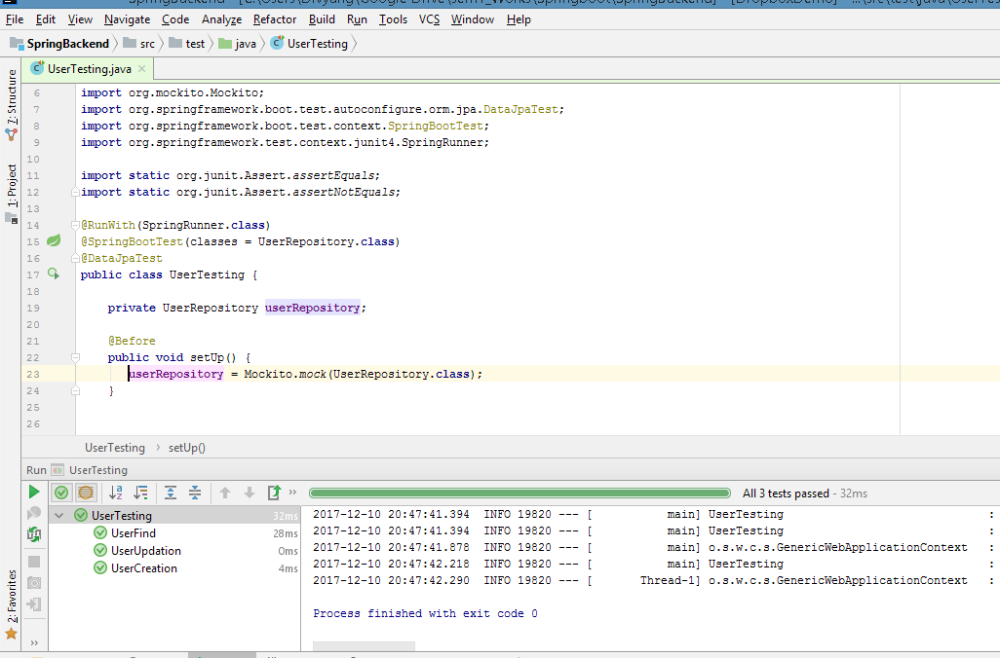 File Edit View Navigate Code Analyze Refactor Build Run Tools VCS Window Help
SpringBackend src test java UserTesting
UserTesting.java
7: Structure
1: Project
2: Favorites
6 import org.mockito.Mockito;
7 import org.springframework.boot.test.autoconfigure.orm.jpa.DataJpaTest;
8 import org.springframework.boot.test.context.SpringBootTest;
9 import org.springframework.test.context.junit4.SpringRunner;
10
11 import static org.junit.Assert.assertEquals;
12 import static org.junit.Assert.assertNotEquals;
13
14 @RunWith(SpringRunner.class)
15 @SpringBootTest(classes = UserRepository.class)
16 @DataJpaTest
17 public class UserTesting {
18
19 private UserRepository userRepository;
20
21 @Before
22 public void setUp() {
23 userRepository = Mockito.mock(UserRepository.class);
24 }
25
26
UserTesting › setUp()
Run UserTesting
All 3 tests passed - 32ms
UserTesting 32ms
UserFind 28ms
UserUpdation 0ms
UserCreation 4ms
2017-12-10 20:47:41.394 INFO 19820 --- [ main] UserTesting :
2017-12-10 20:47:41.394 INFO 19820 --- [ main] UserTesting :
2017-12-10 20:47:41.878 INFO 19820 --- [ main] o.s.w.c.s.GenericWebApplicationContext :
2017-12-10 20:47:42.218 INFO 19820 --- [ main] UserTesting :
2017-12-10 20:47:42.290 INFO 19820 --- [ Thread-1] o.s.w.c.s.GenericWebApplicationContext :
Process finished with exit code 0